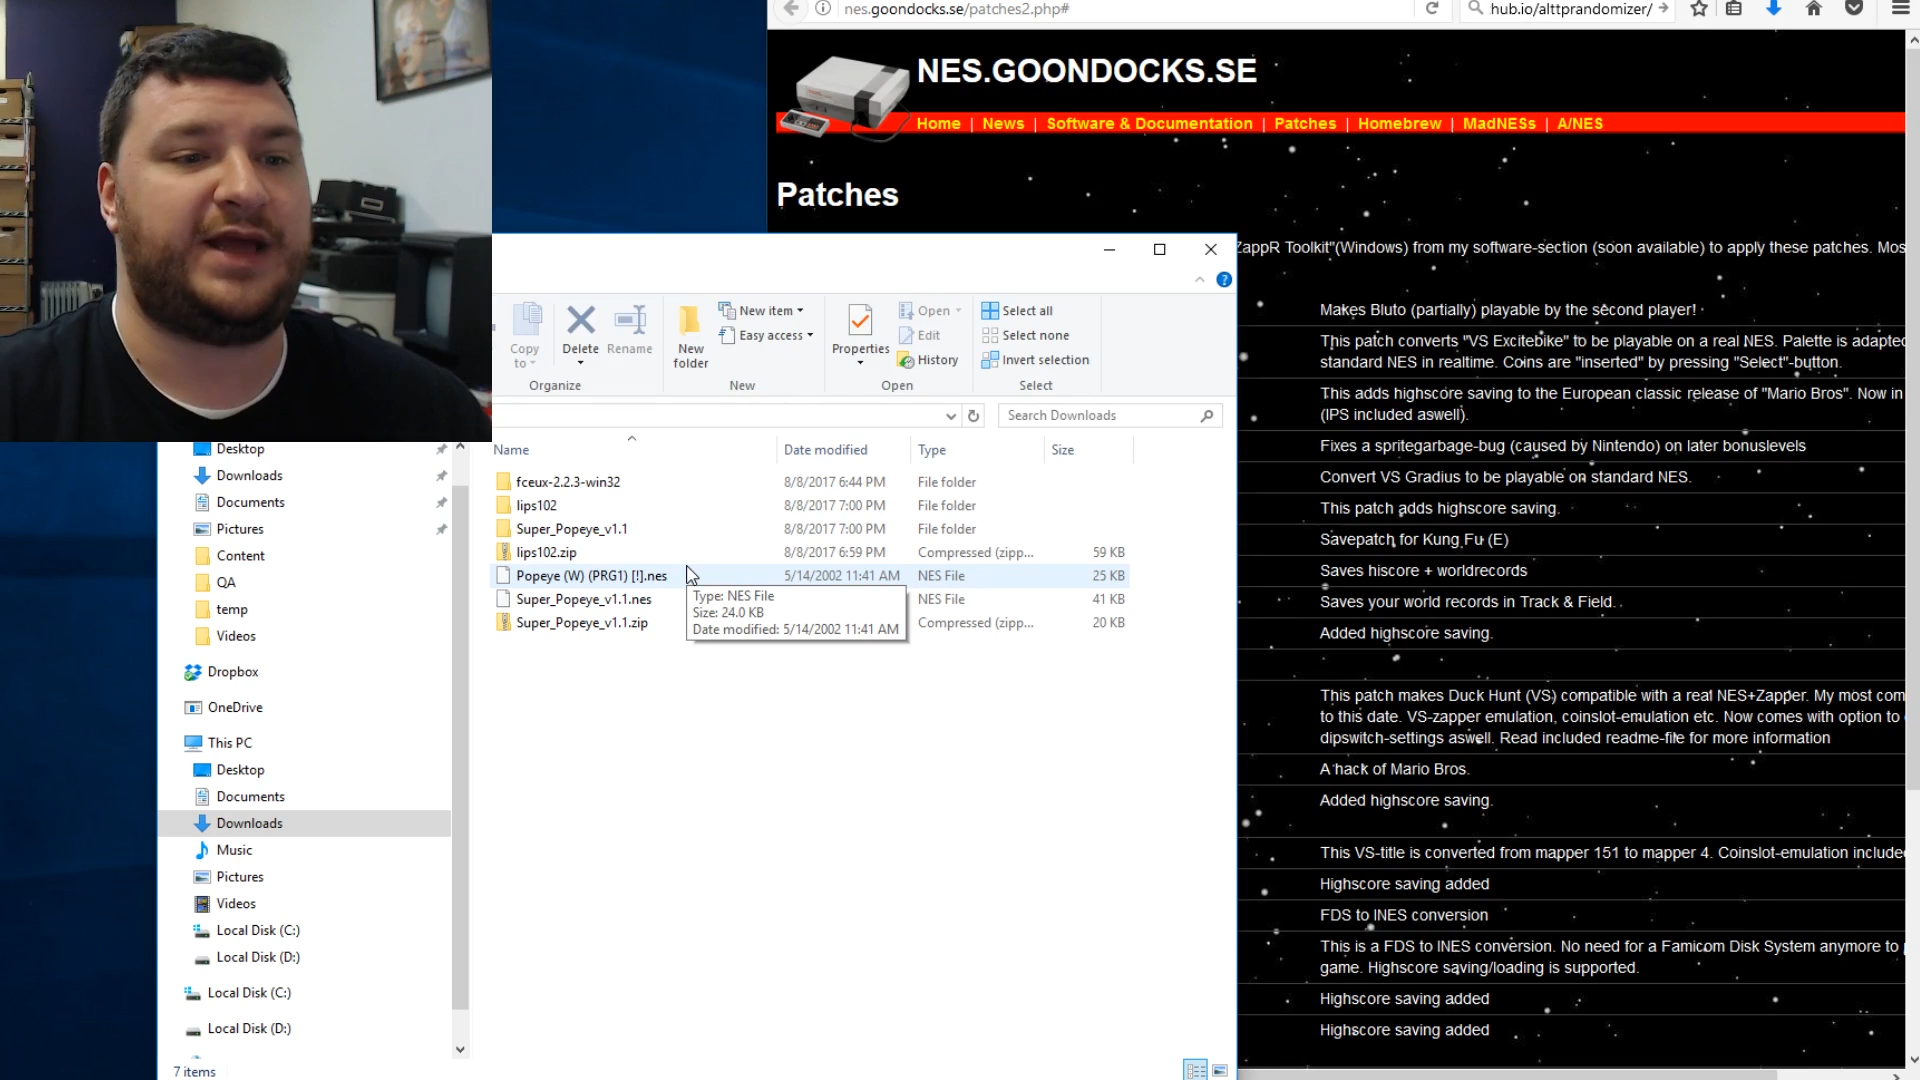 nes.goondocks.se/patches2.php#
hub.io/alttprandomizer/
NES.GOONDOCKS.SE
Home | News | Software & Documentation | Patches | Homebrew | MadNESs | A/NES
Patches
ZappR Toolkit"(Windows) from my software-section (soon available) to apply these patches. Mos
Makes Bluto (partially) playable by the second player!
This patch converts "VS Excitebike" to be playable on a real NES. Palette is adapted
standard NES in realtime. Coins are "inserted" by pressing "Select"-button.
This adds highscore saving to the European classic release of "Mario Bros". Now in
(IPS included aswell).
Fixes a spritegarbage-bug (caused by Nintendo) on later bonuslevels
Convert VS Gradius to be playable on standard NES.
This patch adds highscore saving.
Savepatch for Kung Fu (E)
Saves hiscore + worldrecords
Saves your world records in Track & Field.
Added highscore saving.
This patch makes Duck Hunt (VS) compatible with a real NES+Zapper. My most com
to this date. VS-zapper emulation, coinslot-emulation etc. Now comes with option to
dipswitch-settings aswell. Read included readme-file for more information
A hack of Mario Bros.
Added highscore saving.
This VS-title is converted from mapper 151 to mapper 4. Coinslot-emulation include
Highscore saving added
FDS to INES conversion
This is a FDS to INES conversion. No need for a Famicom Disk System anymore to
game. Highscore saving/loading is supported.
Highscore saving added
Highscore saving added
Copy to
Delete
Rename
Organize
New folder
New item
Easy access
New
Properties
Open
Edit
History
Open
Select all
Select none
Invert selection
Select
Search Downloads
Name Date modified Type Size
fceux-2.2.3-win32 8/8/2017 6:44 PM File folder
lips102 8/8/2017 7:00 PM File folder
Super_Popeye_v1.1 8/8/2017 7:00 PM File folder
lips102.zip 8/8/2017 6:59 PM Compressed (zipp... 59 KB
Popeye (W) (PRG1) [!].nes 5/14/2002 11:41 AM NES File 25 KB
Super_Popeye_v1.1.nes NES File 41 KB
Super_Popeye_v1.1.zip Compressed (zipp... 20 KB
Type: NES File
Size: 24.0 KB
Date modified: 5/14/2002 11:41 AM
Desktop
Downloads
Documents
Pictures
Content
QA
temp
Videos
Dropbox
OneDrive
This PC
Desktop
Documents
Downloads
Music
Pictures
Videos
Local Disk (C:)
Local Disk (D:)
Local Disk (C:)
Local Disk (D:)
7 items